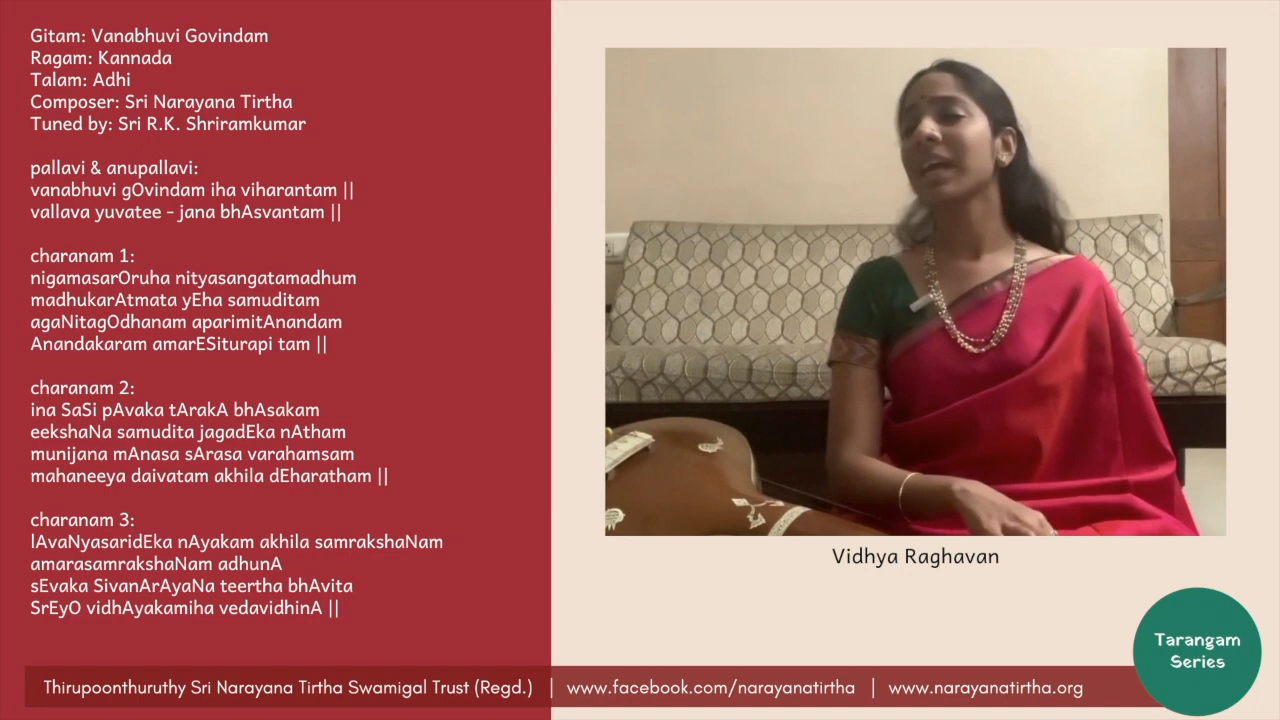 Gitam: Vanabhuvi Govindam
Ragam: Kannada
Talam: Adhi
Composer: Sri Narayana Tirtha
Tuned by: Sri R.K. Shriramkumar
pallavi & anupallavi:
vanabhuvi gOvindam iha viharantam ||
vallava yuvatee - jana bhAsvantam ||
charanam 1:
nigamasarOruha nityasangatamadhum
madhukarAtmata yEha samuditam
agaNitagOdhanam aparimitAnandam
Anandakaram amarESiturapi tam ||
charanam 2:
ina SaSi pAvaka tArakA bhAsakam
eekshaNa samudita jagadEka nAtham
munijana mAnasa sArasa varahamsam
mahaneeya daivatam akhila dEharatham ||
charanam 3:
lAvaNyasaridEka nAyakam akhila samrakshaNam
amarasamrakshaNam adhunA
sEvaka SivanArAyaNa teertha bhAvita
SrEyO vidhAyakamiha vedavidhinA ||
Vidhya Raghavan
Tarangam
Series
Thirupoonthuruthy Sri Narayana Tirtha Swamigal Trust (Regd.) | www.facebook.com/narayanatirtha | www.narayanatirtha.org